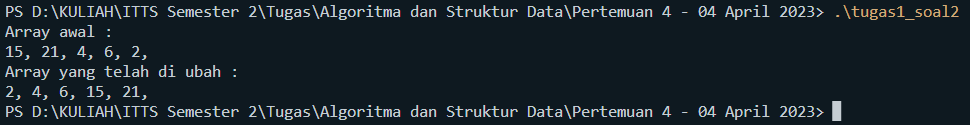 PS D:\KULIAH\ITTS Semester 2\Tugas\Algoritma dan Struktur Data\Pertemuan 4 - 04 April 2023> .\tugas1_soal2
Array awal :
15, 21, 4, 6, 2,
Array yang telah di ubah :
2, 4, 6, 15, 21,
PS D:\KULIAH\ITTS Semester 2\Tugas\Algoritma dan Struktur Data\Pertemuan 4 - 04 April 2023>